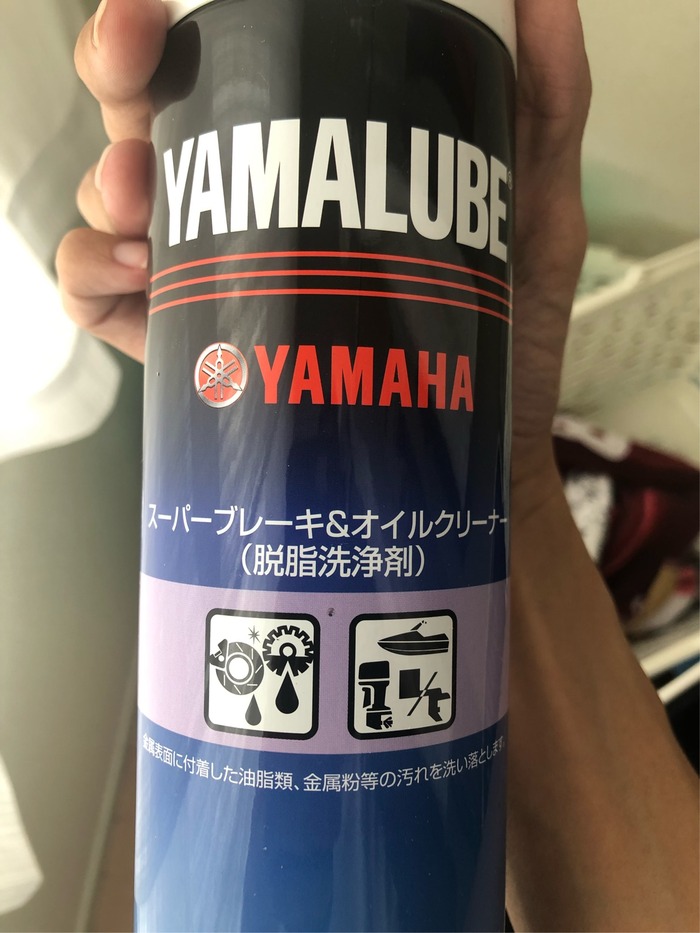 YAMALUBE®
YAMAHA
スーパーブレーキ&オイルクリーナー
(脱脂洗浄剤)
金属表面に付着した油脂類、金属粉等の汚れを洗い落とします。